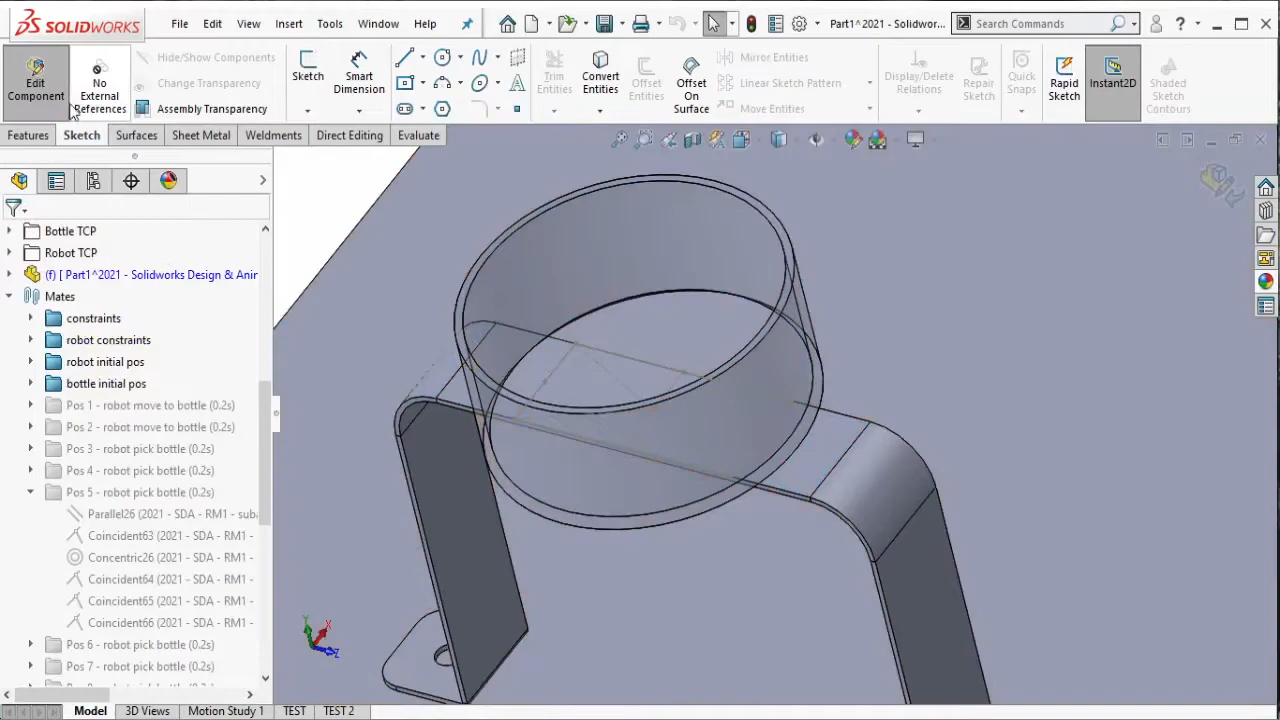 SOLIDWORKS File Edit View Insert Tools Window Help Part1^2021 - Solidwor... Search Commands ?
Edit Component
No External References
Hide/Show Components
Change Transparency
Assembly Transparency
Sketch
Smart Dimension
Trim Entities
Convert Entities
Offset Entities
Offset On Surface
Mirror Entities
Linear Sketch Pattern
Move Entities
Display/Delete Relations
Repair Sketch
Quick Snaps
Rapid Sketch
Instant2D
Shaded Sketch Contours
Features Sketch Surfaces Sheet Metal Weldments Direct Editing Evaluate
Bottle TCP
Robot TCP
(f) [ Part1^2021 - Solidworks Design & Anir
Mates
constraints
robot constraints
robot initial pos
bottle initial pos
Pos 1 - robot move to bottle (0.2s)
Pos 2 - robot move to bottle (0.2s)
Pos 3 - robot pick bottle (0.2s)
Pos 4 - robot pick bottle (0.2s)
Pos 5 - robot pick bottle (0.2s)
Parallel26 (2021 - SDA - RM1 - suba
Coincident63 (2021 - SDA - RM1 -
Concentric26 (2021 - SDA - RM1 -
Coincident64 (2021 - SDA - RM1 -
Coincident65 (2021 - SDA - RM1 -
Coincident66 (2021 - SDA - RM1 -
Pos 6 - robot pick bottle (0.2s)
Pos 7 - robot pick bottle (0.2s)
Y X Z
Model 3D Views Motion Study 1 TEST TEST 2